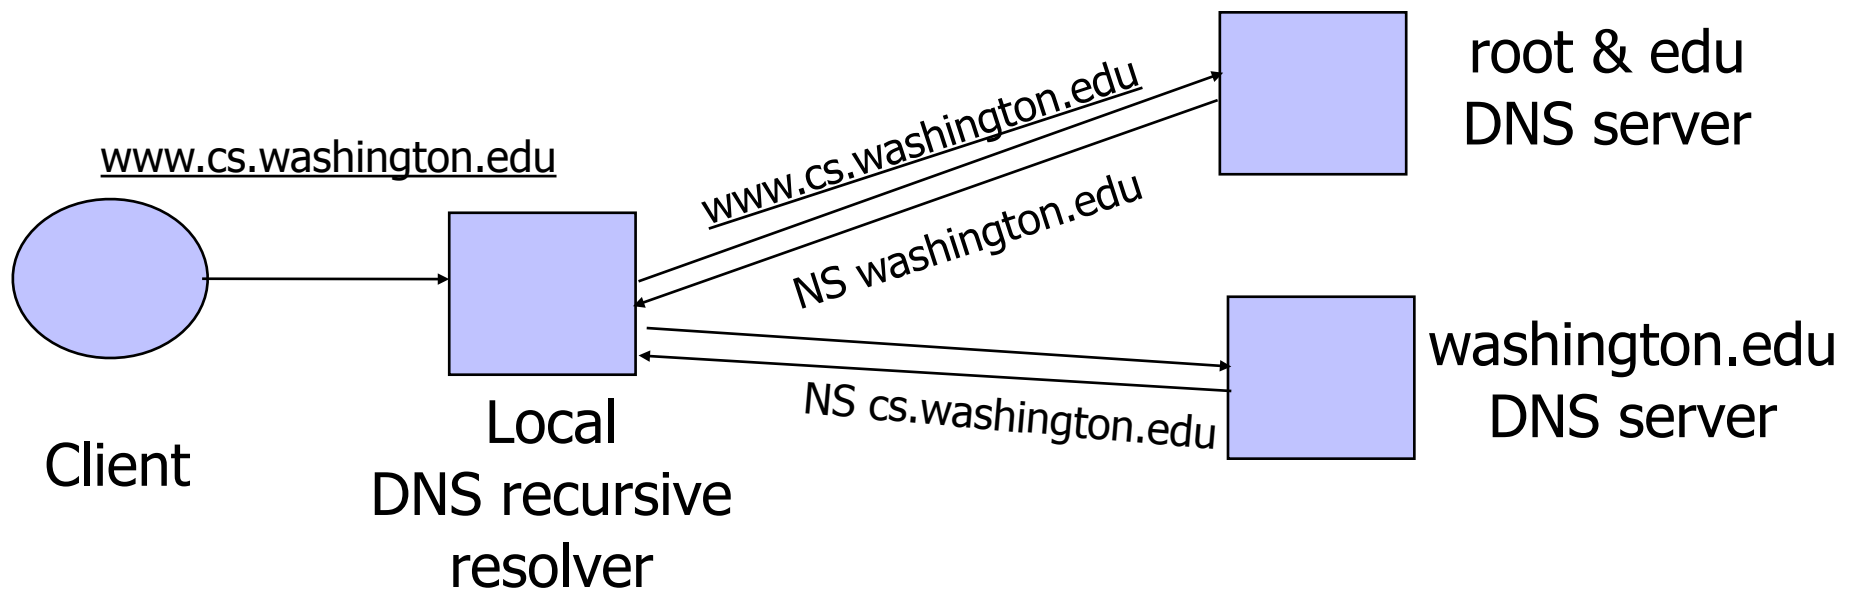 www.cs.washington.edu
Client
Local
DNS recursive
resolver
www.cs.washington.edu
NS washington.edu
root & edu
DNS server
NS cs.washington.edu
washington.edu
DNS server